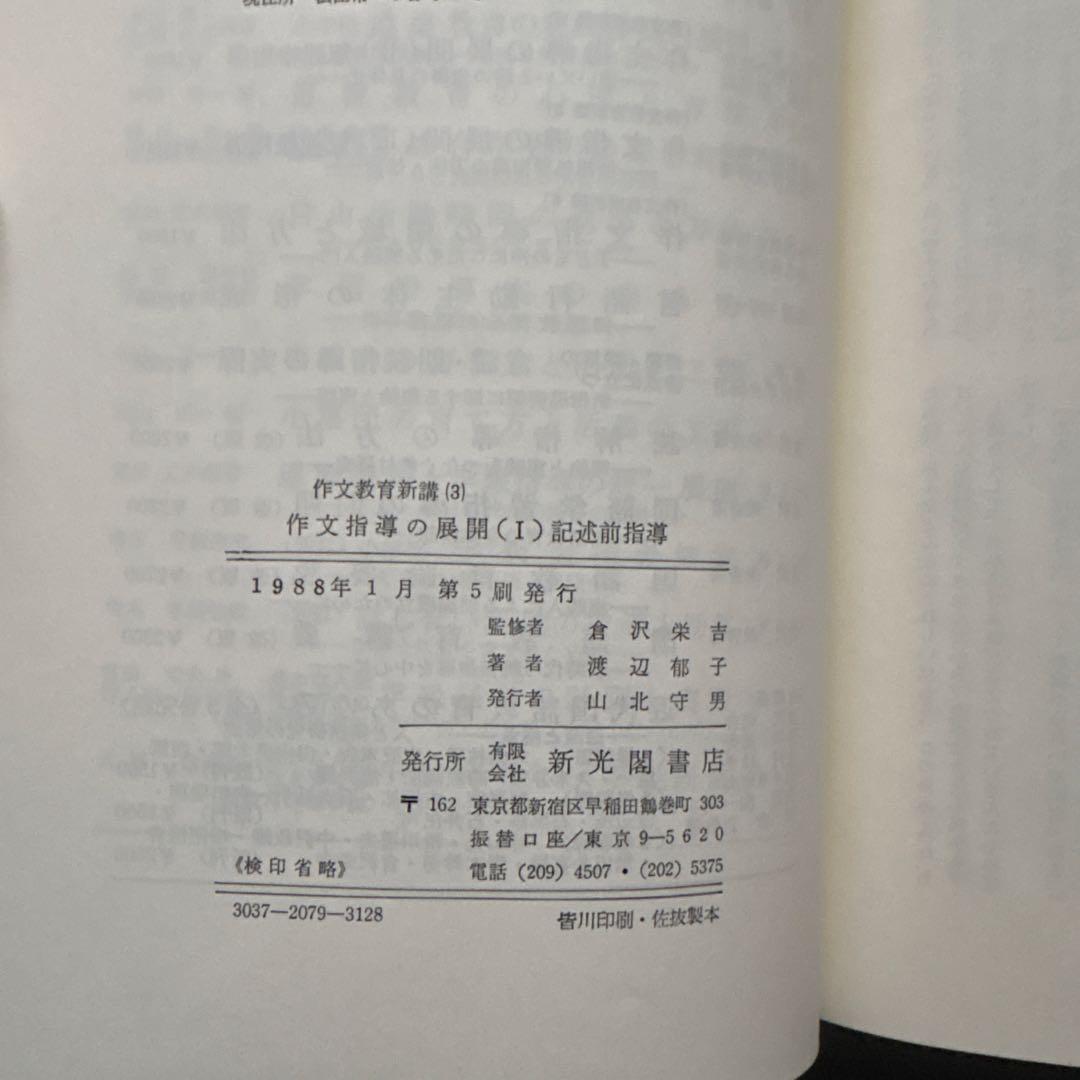 作文教育新講(3)
作文指導の展開(Ⅰ)記述前指導
1988年1月 第5刷発行
監修者 倉沢栄吉
著者 渡辺郁子
発行者 山北守男
発行所 有限会社 新光閣書店
〒162 東京都新宿区早稲田鶴巻町303
振替口座/東京9—5620
《検印省略》 電話(209)4507・(202)5375
3037—2079—3128 皆川印刷・佐抜製本